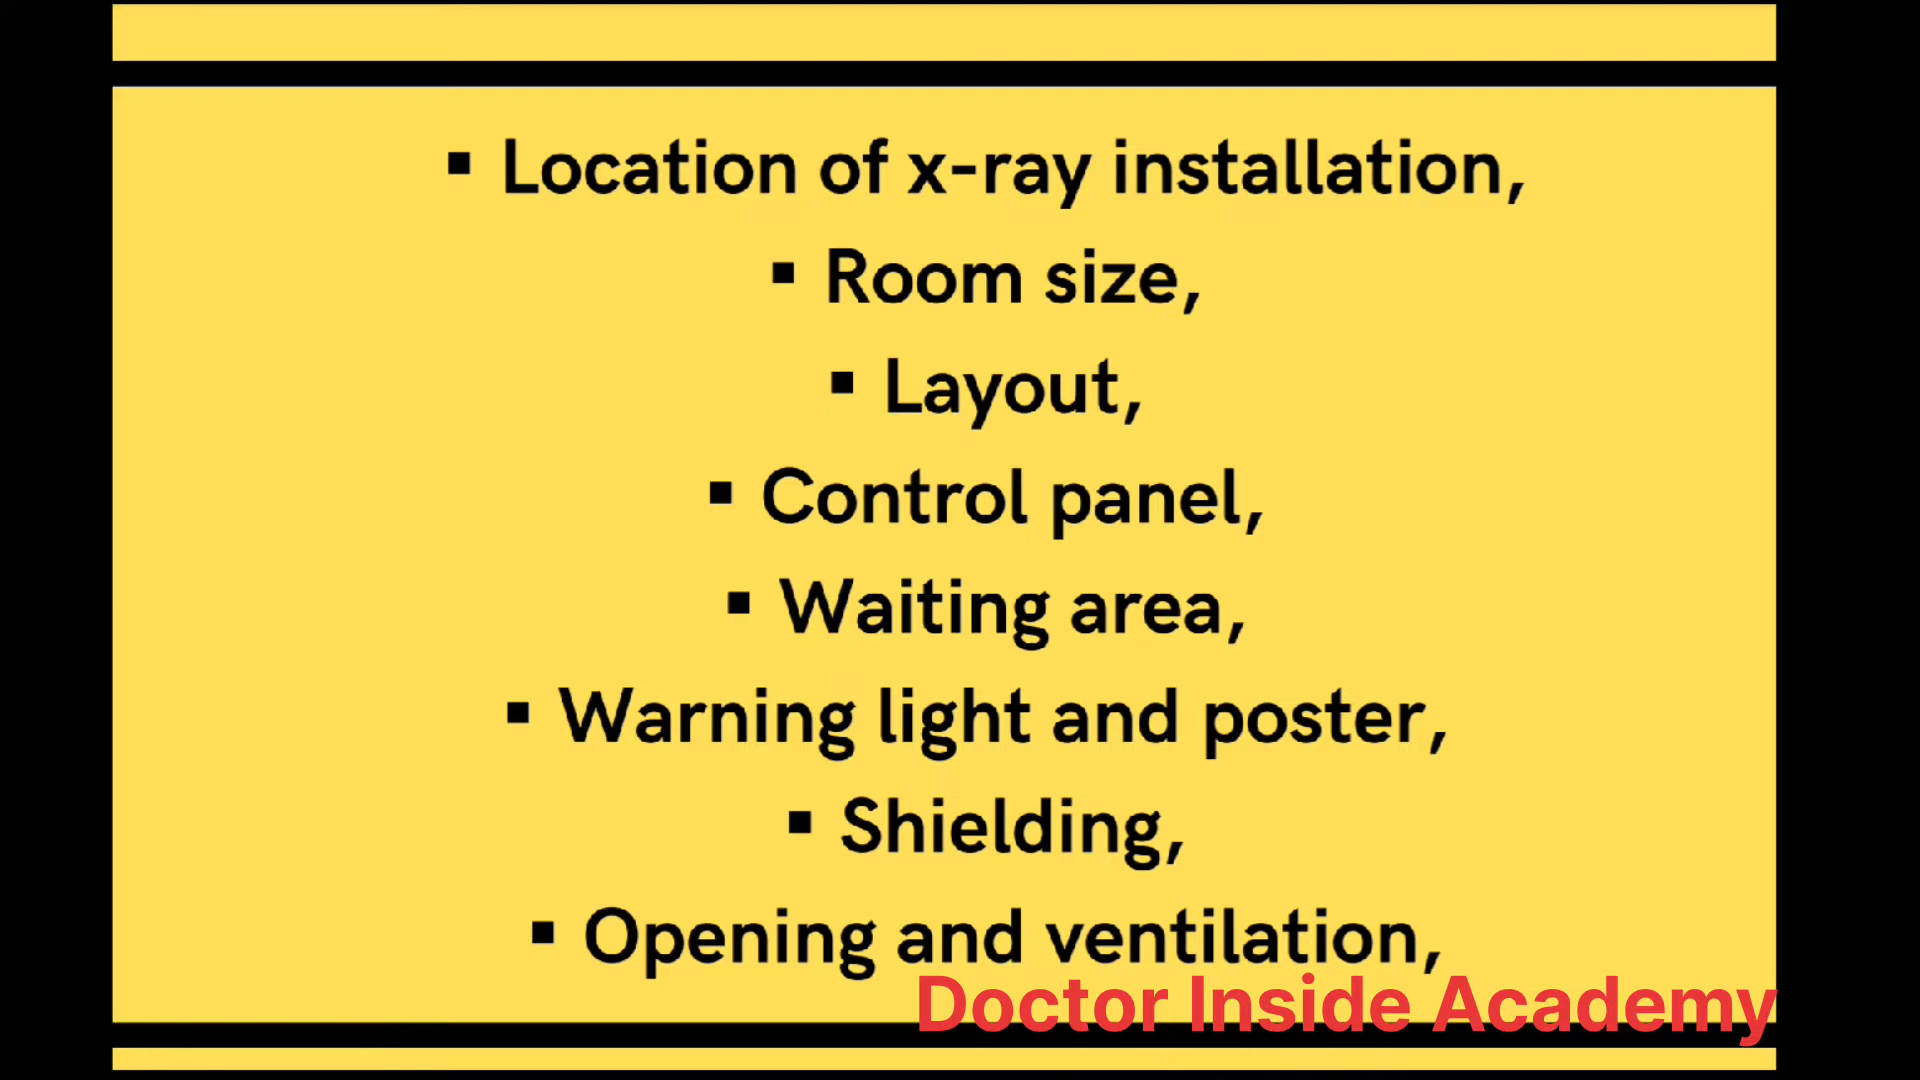 ▪ Location of x-ray installation,
▪ Room size,
▪ Layout,
▪ Control panel,
▪ Waiting area,
▪ Warning light and poster,
▪ Shielding,
▪ Opening and ventilation,
Doctor Inside Academy